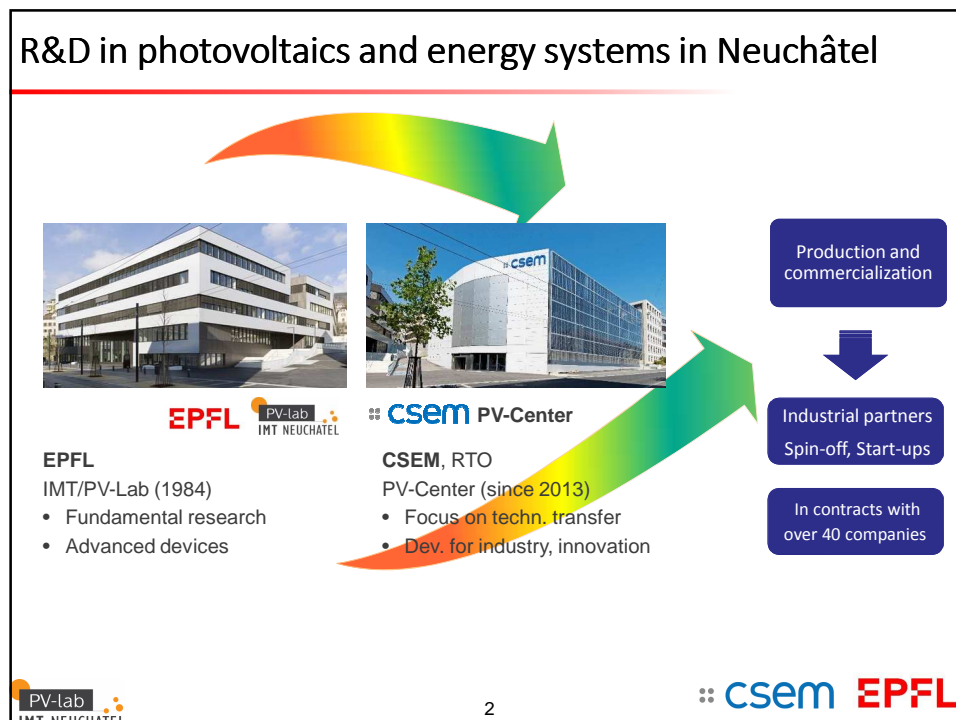 R&D in photovoltaics and energy systems in Neuchâtel
csem
EPFL PV-lab
IMT NEUCHATEL
csem PV-Center
EPFL
IMT/PV-Lab (1984)
• Fundamental research
• Advanced devices
CSEM, RTO
PV-Center (since 2013)
• Focus on techn. transfer
• Dev. for industry, innovation
Production and
commercialization
Industrial partners
Spin-off, Start-ups
In contracts with
over 40 companies
PV-lab
IMT NEUCHATEL
2
csem EPFL